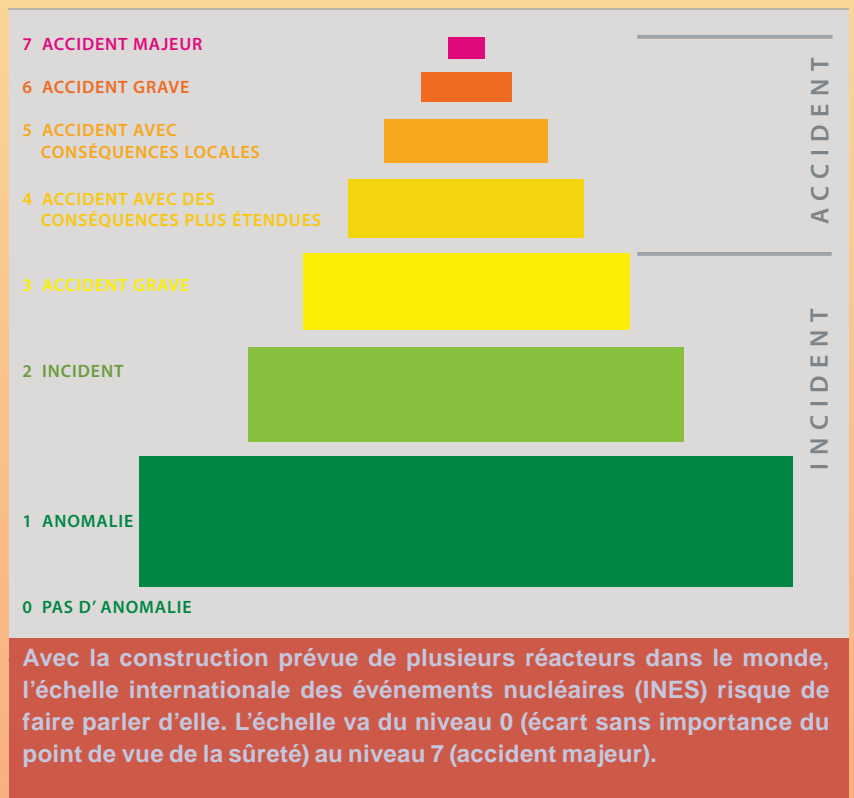 7 ACCIDENT MAJEUR
6 ACCIDENT GRAVE
5 ACCIDENT AVEC
CONSÉQUENCES LOCALES
4 ACCIDENT AVEC DES
CONSÉQUENCES PLUS ÉTENDUES
3 ACCIDENT GRAVE
2 INCIDENT
1 ANOMALIE
0 PAS D’ ANOMALIE
ACCIDENT
INCIDENT
Avec la construction prévue de plusieurs réacteurs dans le monde,
l’échelle internationale des événements nucléaires (INES) risque de
faire parler d’elle. L’échelle va du niveau 0 (écart sans importance du
point de vue de la sûreté) au niveau 7 (accident majeur).